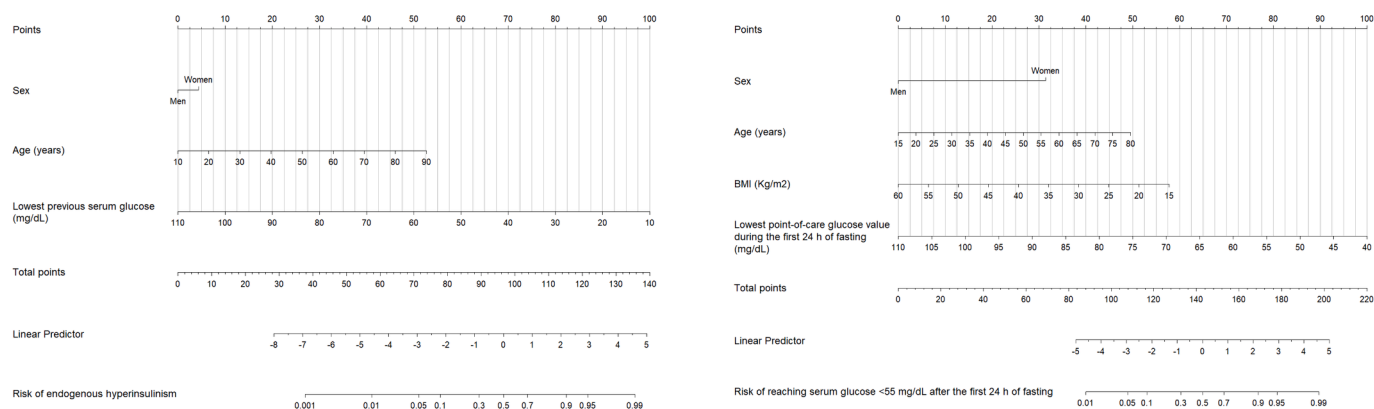 Points
0 10 20 30 40 50 60 70 80 90 100
Sex
Women
Men
Age (years)
10 20 30 40 50 60 70 80 90
Lowest previous serum glucose
(mg/dL)
110 100 90 80 70 60 50 40 30 20 10
Total points
0 10 20 30 40 50 60 70 80 90 100 110 120 130 140
Linear Predictor
-8 -7 -6 -5 -4 -3 -2 -1 0 1 2 3 4 5
Risk of endogenous hyperinsulinism
0.001 0.01 0.05 0.1 0.3 0.5 0.7 0.9 0.95 0.99
Points
0 10 20 30 40 50 60 70 80 90 100
Sex
Women
Men
Age (years)
15 20 25 30 35 40 45 50 55 60 65 70 75 80
BMI (Kg/m2)
60 55 50 45 40 35 30 25 20 15
Lowest point-of-care glucose value
during the first 24 h of fasting
(mg/dL)
110 105 100 95 90 85 80 75 70 65 60 55 50 45 40
Total points
0 20 40 60 80 100 120 140 160 180 200 220
Linear Predictor
-5 -4 -3 -2 -1 0 1 2 3 4 5
Risk of reaching serum glucose <55 mg/dL after the first 24 h of fasting
0.01 0.05 0.1 0.3 0.5 0.7 0.9 0.95 0.99